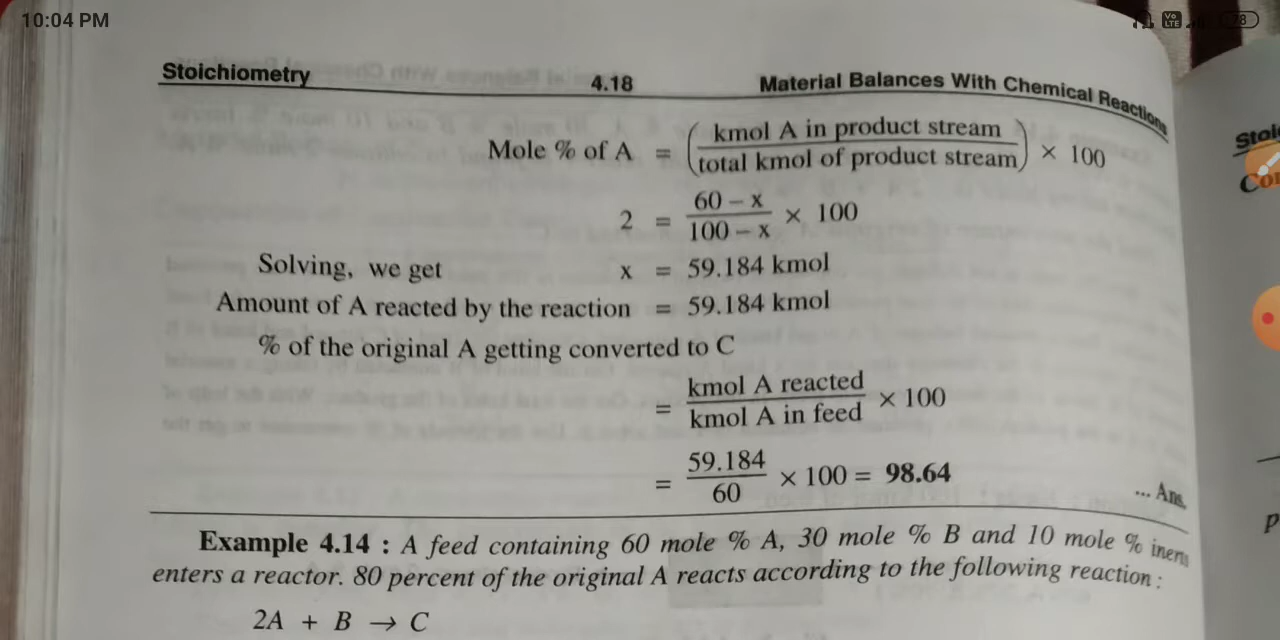 10:04 PM
Vo LTE
78
Stoichiometry 4.18 Material Balances With Chemical Reactions
Mole % of A = (kmol A in product stream / total kmol of product stream) × 100
2 = 60 – x / 100 – x × 100
Solving, we get x = 59.184 kmol
Amount of A reacted by the reaction = 59.184 kmol
% of the original A getting converted to C
= kmol A reacted / kmol A in feed × 100
= 59.184 / 60 × 100 = 98.64
... Ans.
Example 4.14 : A feed containing 60 mole % A, 30 mole % B and 10 mole % inerts
enters a reactor. 80 percent of the original A reacts according to the following reaction :
2A + B → C